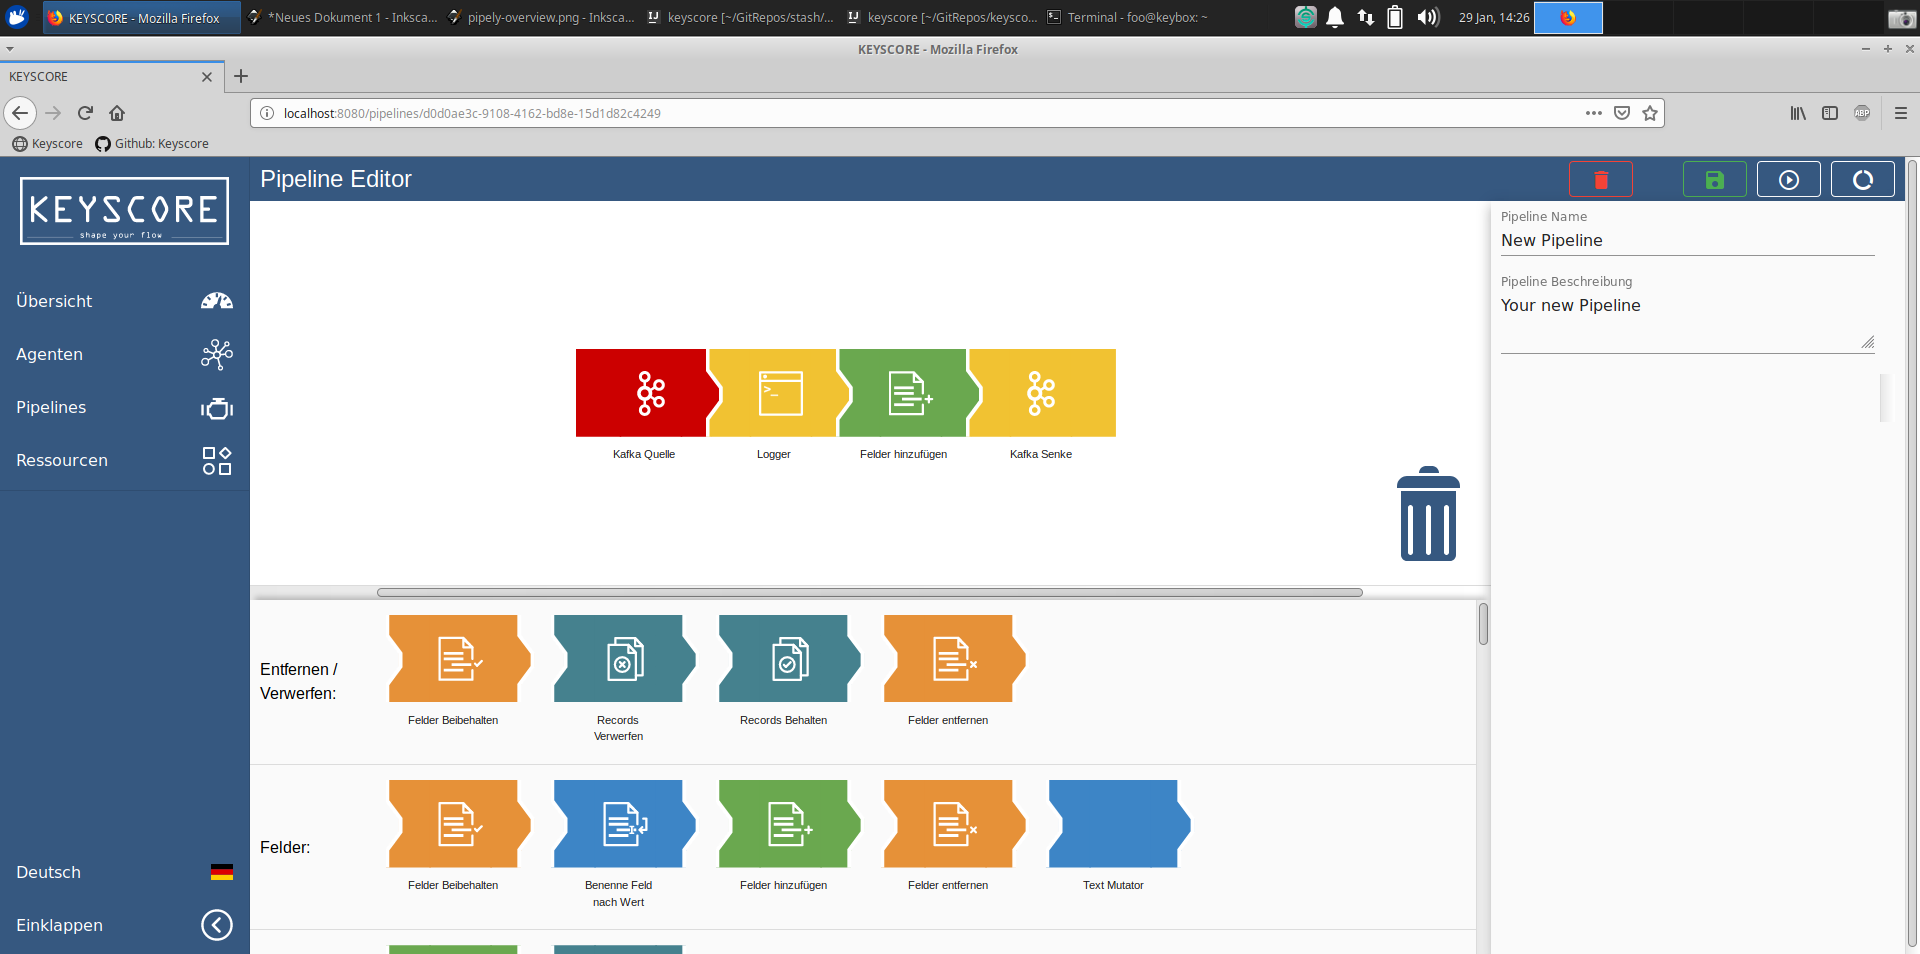 KEYSCORE - Mozilla Firefox
*Neues Dokument 1 - Inksca...
pipely-overview.png - Inksca...
keyscore [~/GitRepos/stash/...
keyscore [~/GitRepos/keysco...
Terminal - foo@keybox: ~
29 Jan, 14:26
KEYSCORE - Mozilla Firefox
KEYSCORE
localhost:8080/pipelines/d0d0ae3c-9108-4162-bd8e-15d1d82c4249
ABP
Keyscore
Github: Keyscore
KEYSCORE
shape your flow
Pipeline Editor
Übersicht
Agenten
Pipelines
Ressourcen
Deutsch
Einklappen
Kafka Quelle
Logger
Felder hinzufügen
Kafka Senke
Pipeline Name
New Pipeline
Pipeline Beschreibung
Your new Pipeline
Entfernen /
Verwerfen:
Felder Beibehalten
Records
Verwerfen
Records Behalten
Felder entfernen
Felder:
Felder Beibehalten
Benenne Feld
nach Wert
Felder hinzufügen
Felder entfernen
Text Mutator